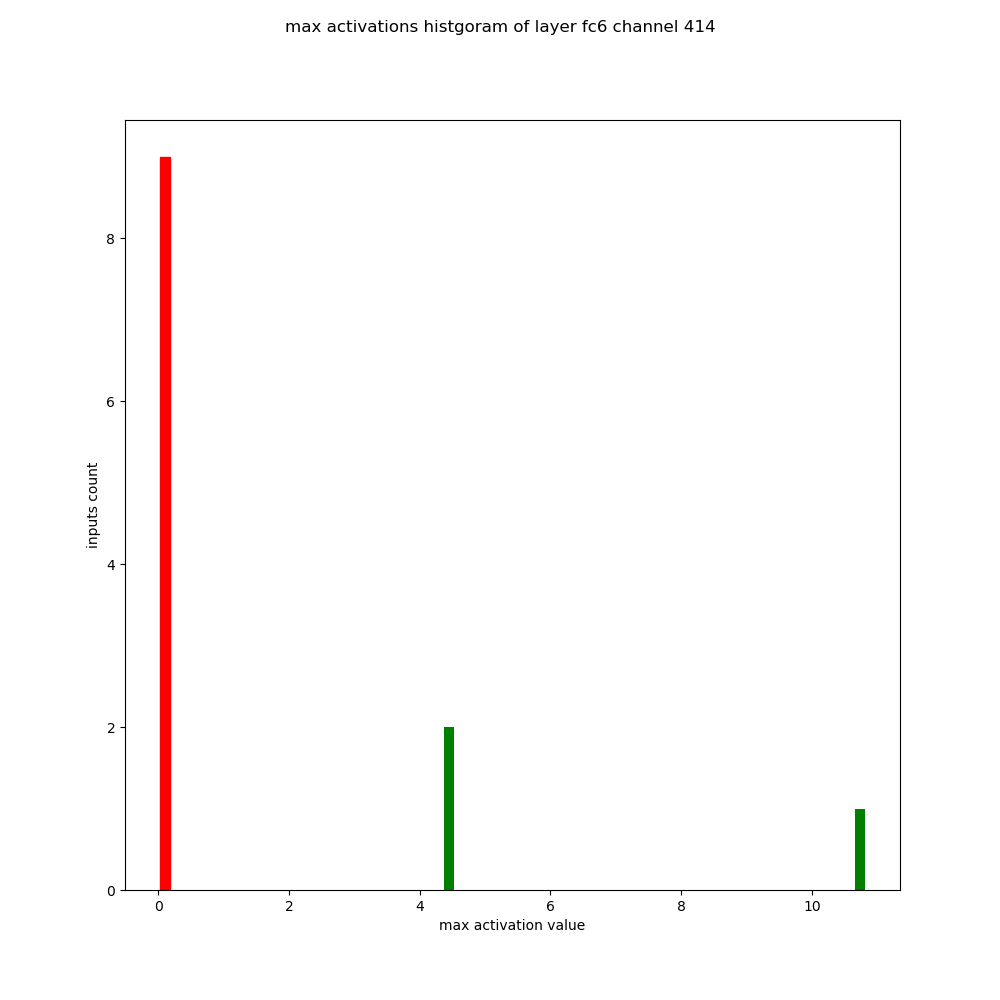 max activations histgoram of layer fc6 channel 414
8
6
4
2
0
inputs count
0 2 4 6 8 10
max activation value